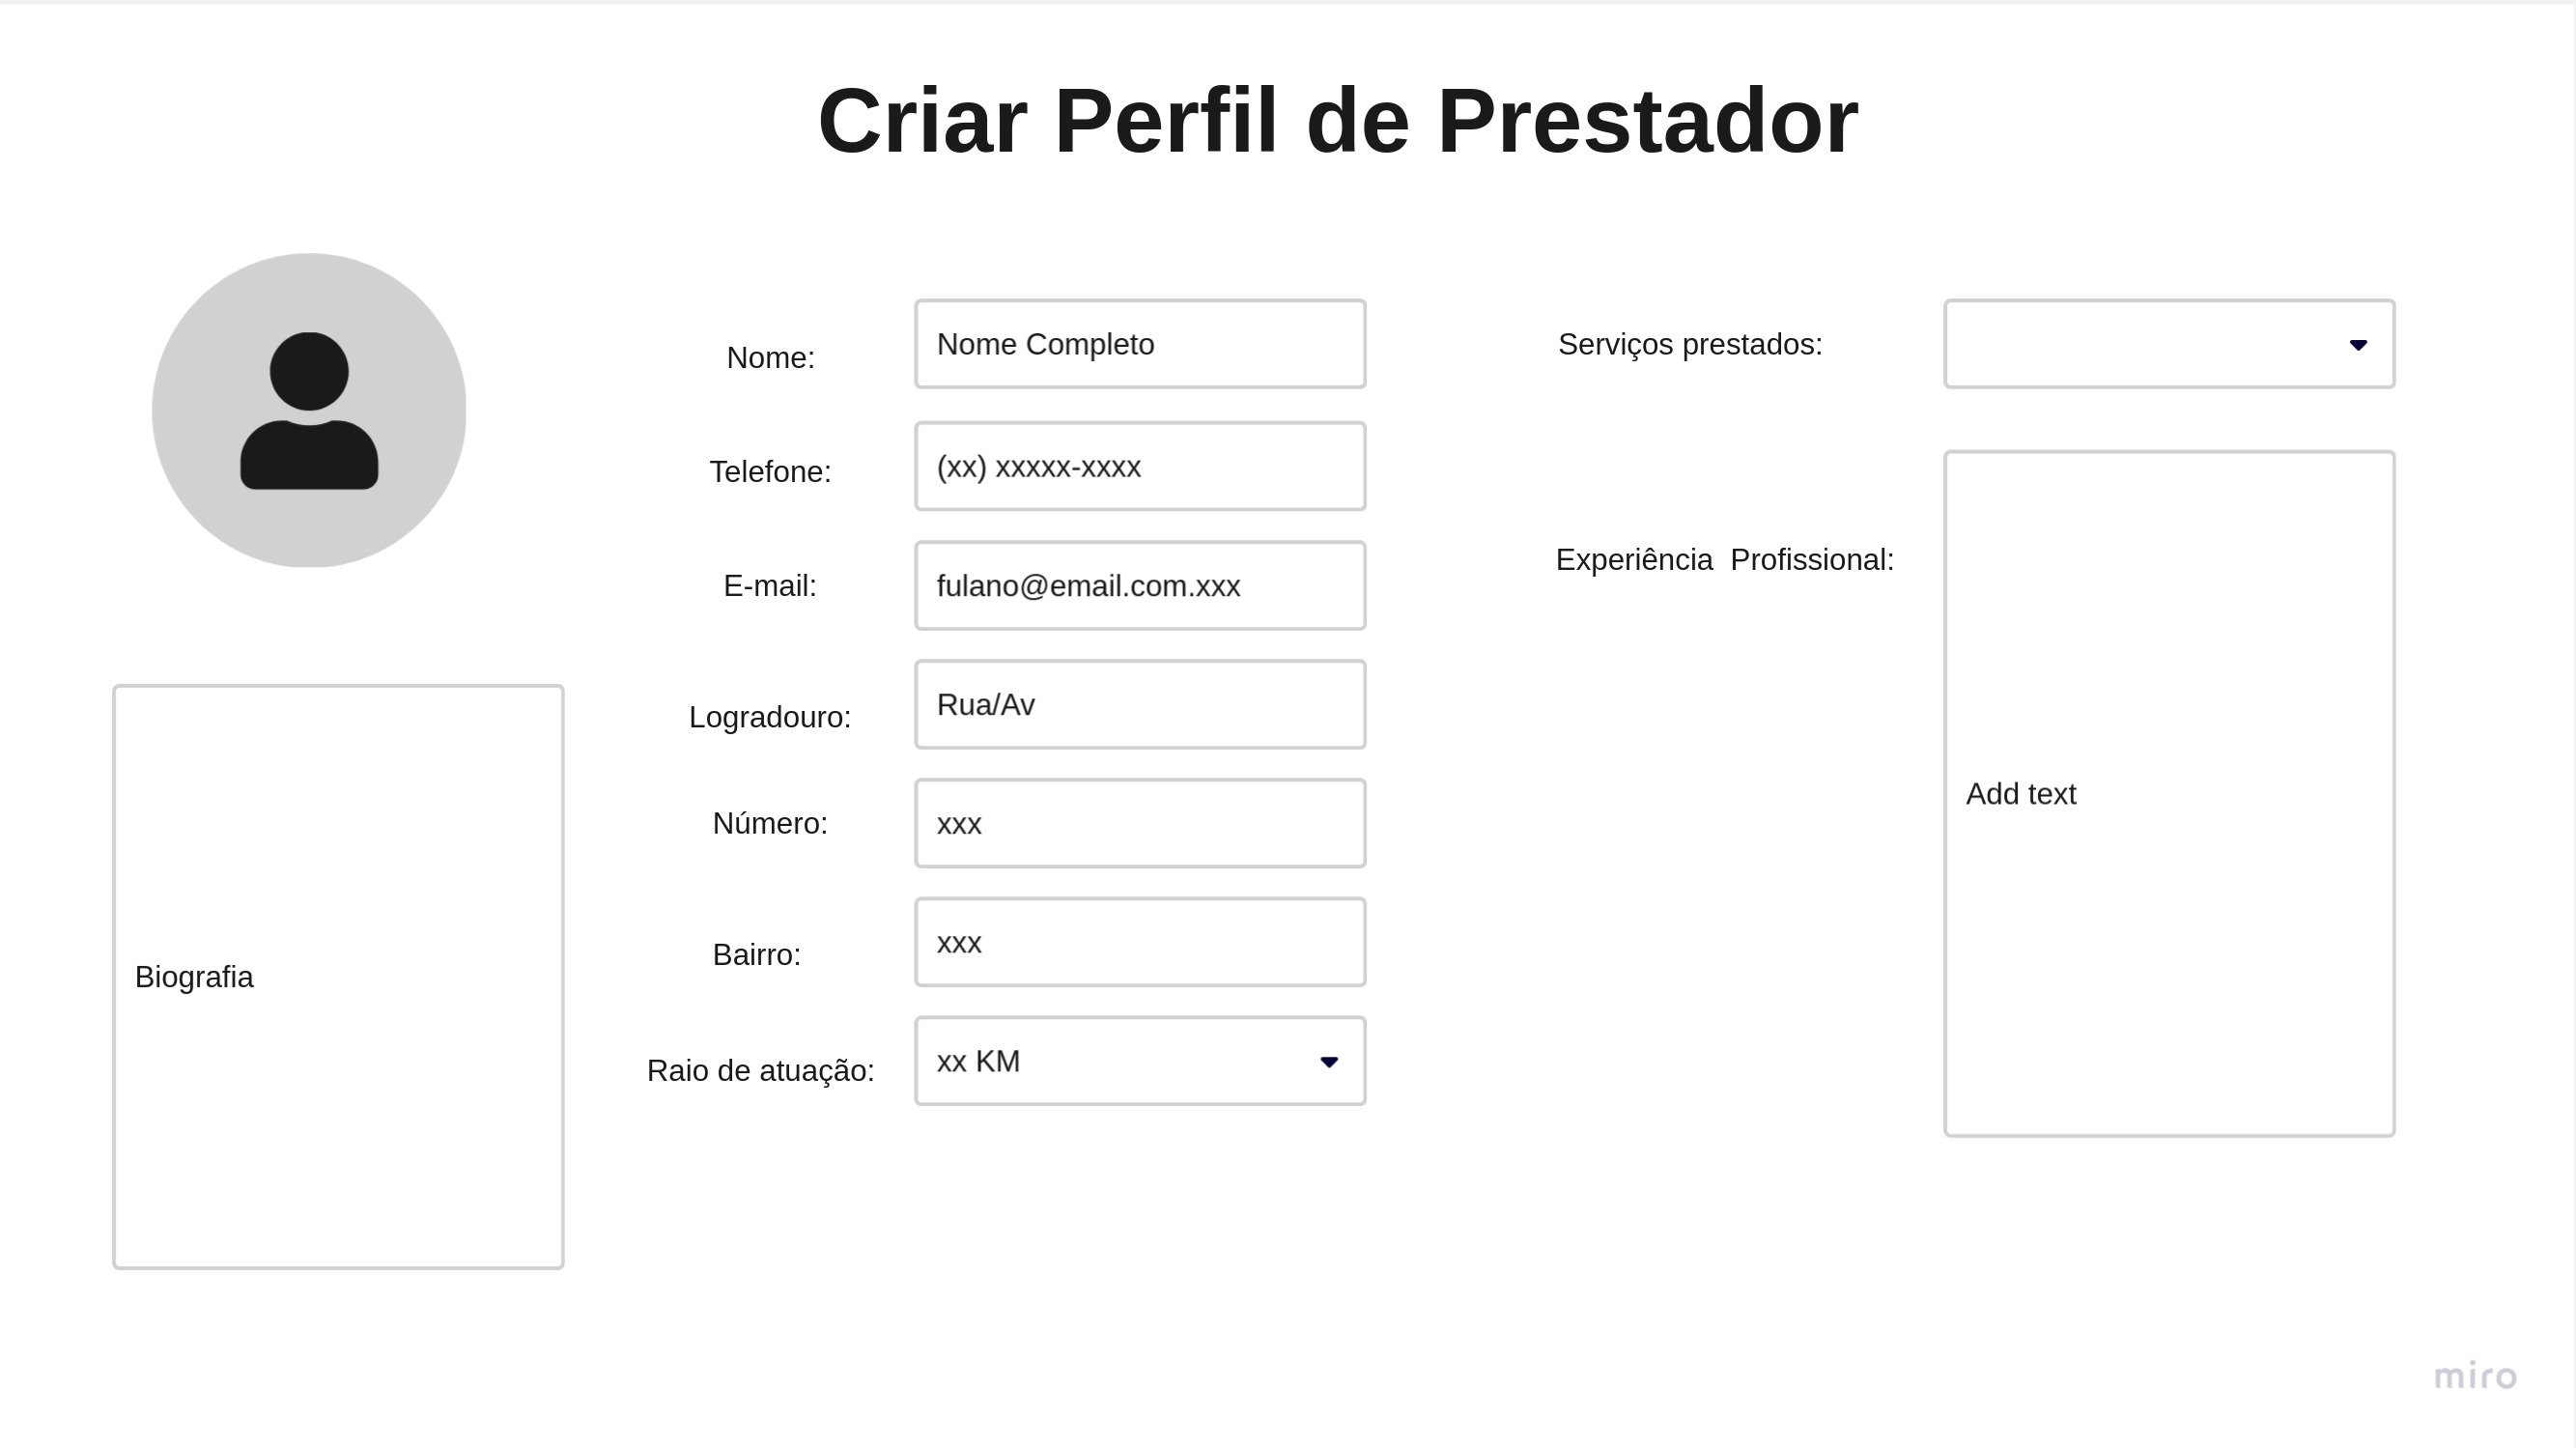 Criar Perfil de Prestador
Nome:
Nome Completo
Telefone:
(xx) xxxxx-xxxx
E-mail:
fulano@email.com.xxx
Logradouro:
Rua/Av
Número:
xxx
Bairro:
xxx
Raio de atuação:
xx KM
Biografia
Serviços prestados:
Experiência  Profissional:
Add text
miro